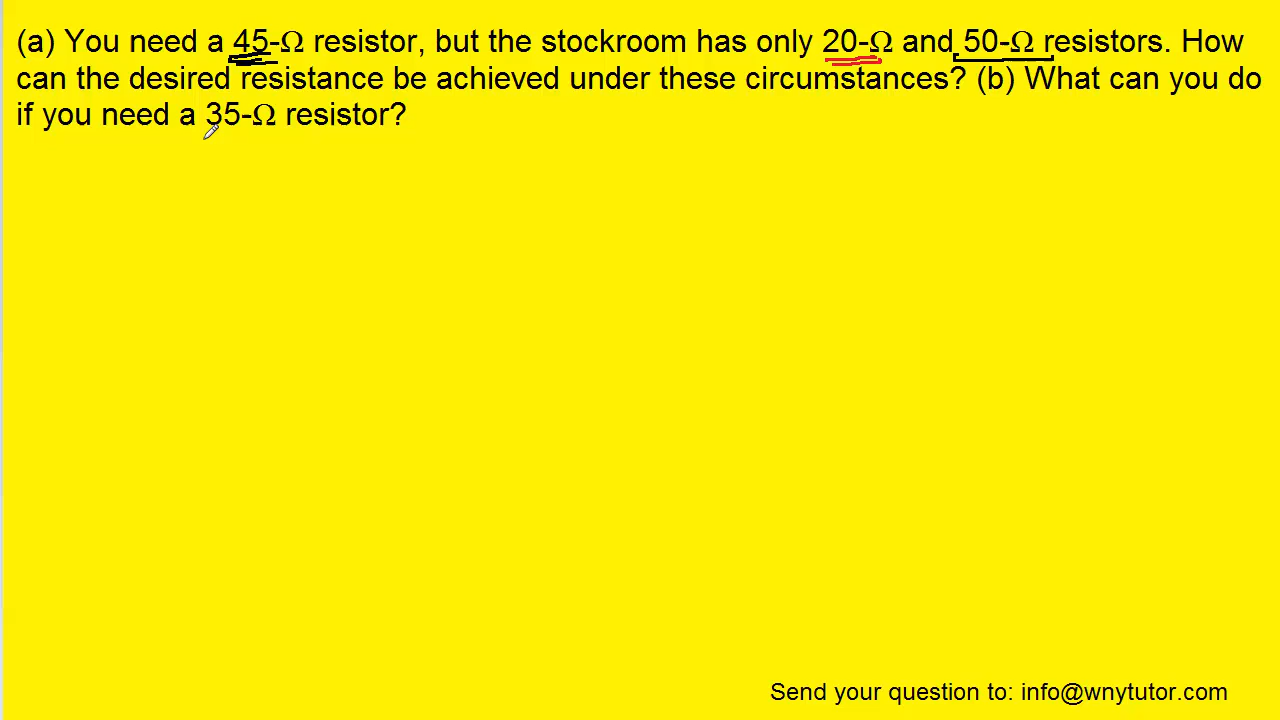 (a) You need a 45-Ω resistor, but the stockroom has only 20-Ω and 50-Ω resistors. How
can the desired resistance be achieved under these circumstances? (b) What can you do
if you need a 35-Ω resistor?
Send your question to: info@wnytutor.com